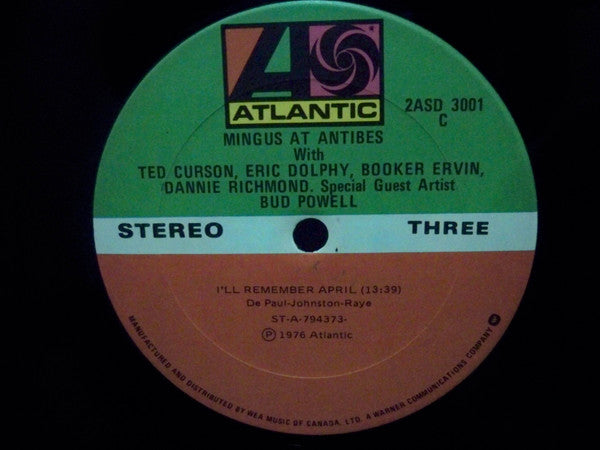 ATLANTIC
2ASD 3001
C
MINGUS AT ANTIBES
With
TED CURSON, ERIC DOLPHY, BOOKER ERVIN,
DANNIE RICHMOND. Special Guest Artist
BUD POWELL
STEREO
THREE
I'LL REMEMBER APRIL (13:39)
De Paul-Johnston-Raye
ST-A-794373-
Ⓟ 1976 Atlantic
MANUFACTURED AND DISTRIBUTED BY WEA MUSIC OF CANADA, LTD. A WARNER COMMUNICATIONS COMPANY